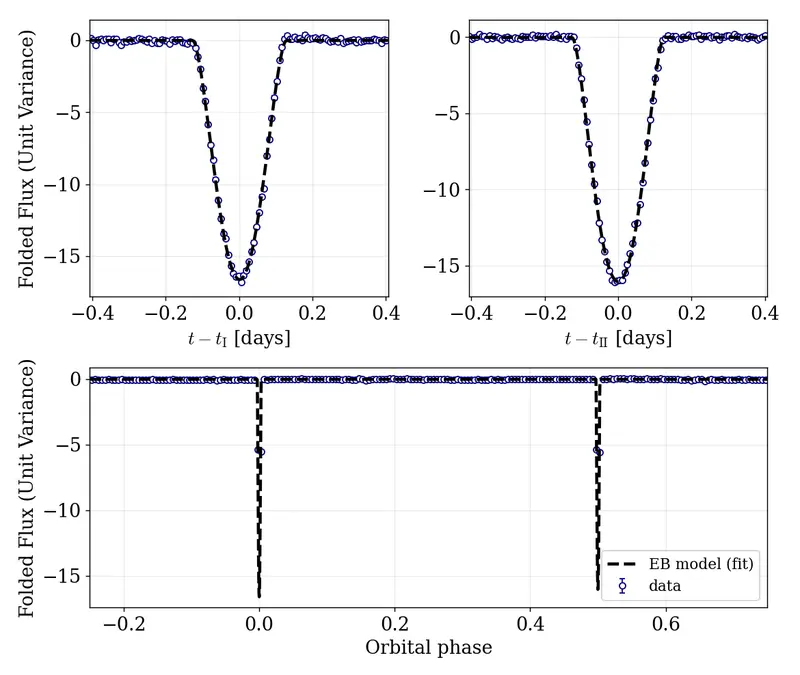 Folded Flux (Unit Variance)
0
−5
−10
−15
−0.4 −0.2 0.0 0.2 0.4
t − tI [days]
0
−5
−10
−15
−0.4 −0.2 0.0 0.2 0.4
t − tII [days]
Folded Flux (Unit Variance)
0
−5
−10
−15
EB model (fit)
data
−0.2 0.0 0.2 0.4 0.6
Orbital phase